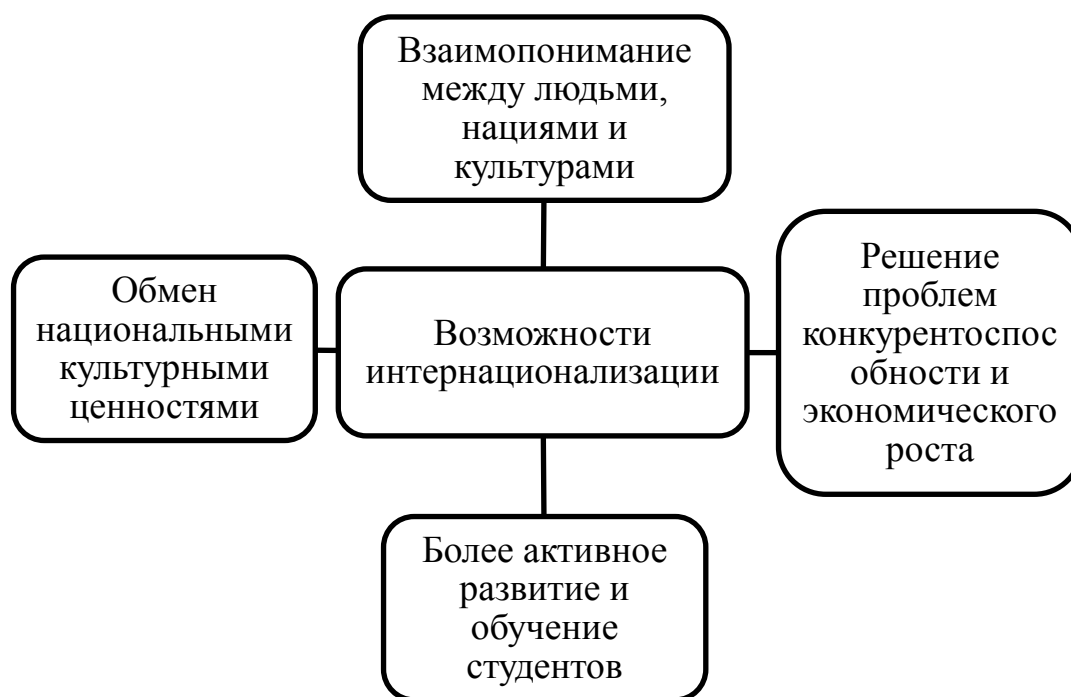 Взаимопонимание
между людьми,
нациями и
культурами
Обмен
национальными
культурными
ценностями
Возможности
интернационализации
Решение
проблем
конкурентоспос
обности и
экономического
роста
Более активное
развитие и
обучение
студентов